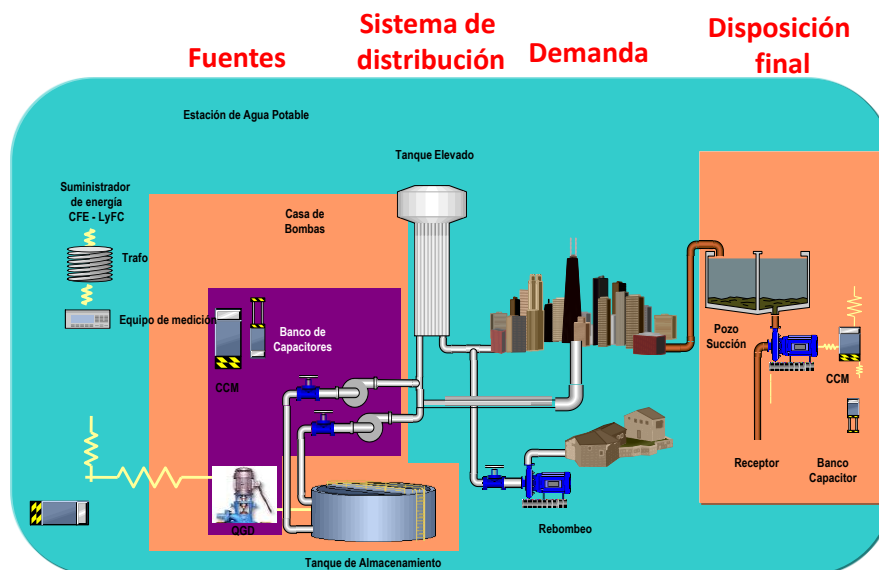 Fuentes
Sistema de
distribución
Demanda
Disposición
final
Estación de Agua Potable
Tanque Elevado
Suministrador
de energía
CFE - LyFC
Casa de
Bombas
Trafo
Equipo de medición
Banco de
Capacitores
CCM
Pozo
Succión
CCM
Receptor
Banco
Capacitor
Rebombeo
QGD
Tanque de Almacenamiento